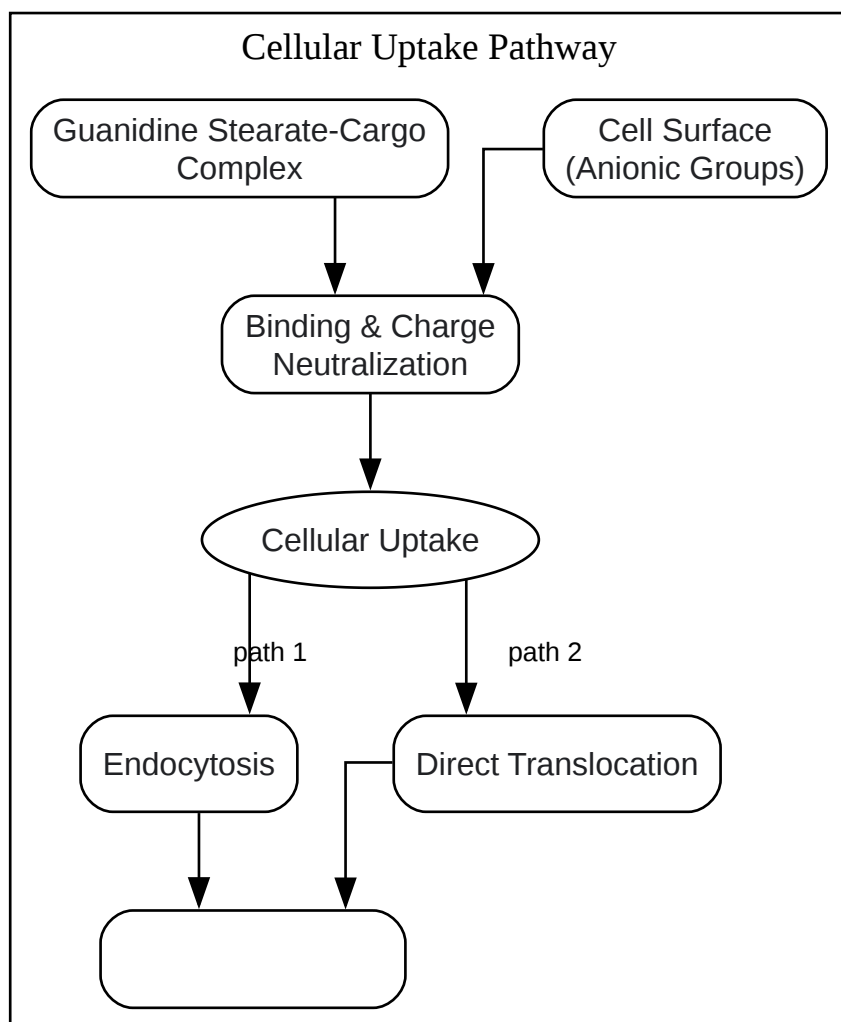 Cellular Uptake Pathway
Guanidine Stearate-Cargo
Complex
Cell Surface
(Anionic Groups)
Binding & Charge
Neutralization
Cellular Uptake
path 1
path 2
Endocytosis
Direct Translocation